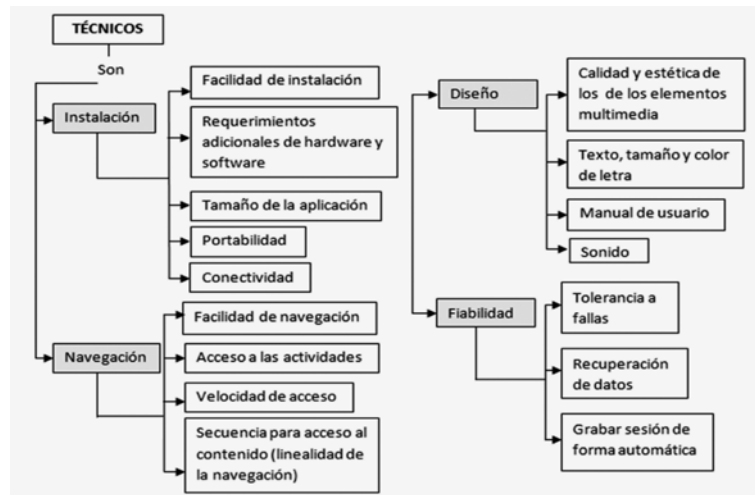 TÉCNICOS
Son
Instalación
Facilidad de instalación
Requerimientos
adicionales de hardware y
software
Tamaño de la aplicación
Portabilidad
Conectividad
Navegación
Facilidad de navegación
Acceso a las actividades
Velocidad de acceso
Secuencia para acceso al
contenido (linealidad de
la navegación)
Diseño
Calidad y estética de
los de los elementos
multimedia
Texto, tamaño y color
de letra
Manual de usuario
Sonido
Fiabilidad
Tolerancia a
fallas
Recuperación
de datos
Grabar sesión de
forma automática